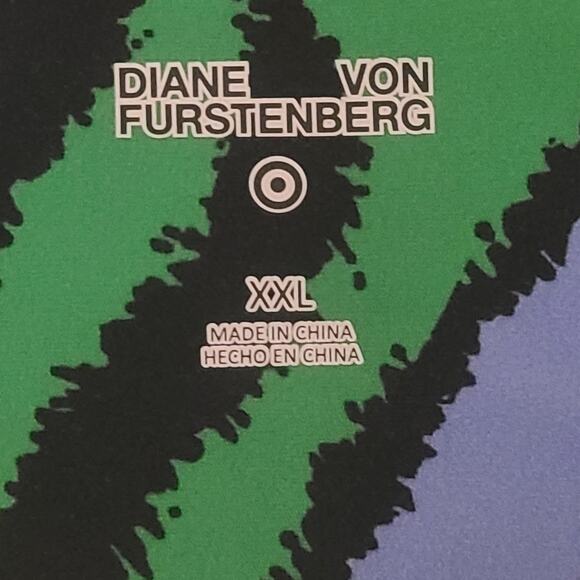 DIANE VON
FURSTENBERG
XXL
MADE IN CHINA
HECHO EN CHINA